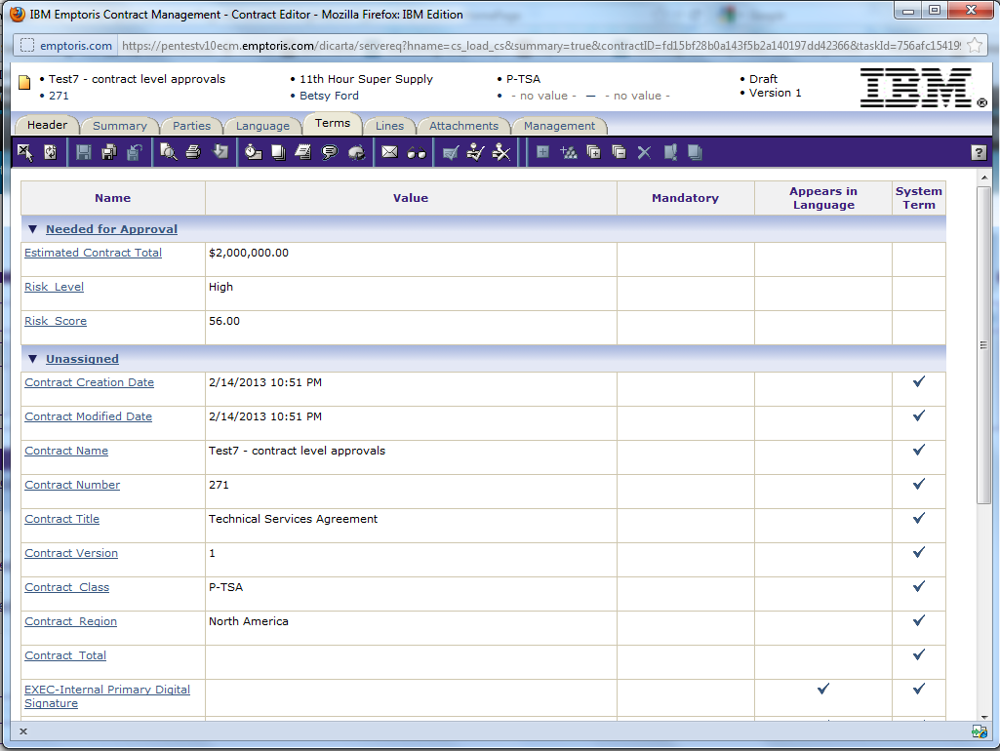 IBM Emptoris Contract Management - Contract Editor - Mozilla Firefox: IBM Edition
emptoris.com https://pentestv10ecm.emptoris.com/dicarta/servereq?hname=cs_load_cs&summary=true&contractID=fd15bf28b0a143f5b2a140197dd42366&taskId=756afc15419
• Test7 - contract level approvals • 11th Hour Super Supply • P-TSA • Draft
• 271 • Betsy Ford • - no value - — - no value - • Version 1
IBM®
Header Summary Parties Language Terms Lines Attachments Management
?
Name Value Mandatory Appears in Language System Term
▼ Needed for Approval
Estimated Contract Total $2,000,000.00
Risk_Level High
Risk_Score 56.00
▼ Unassigned
Contract Creation Date 2/14/2013 10:51 PM ✓
Contract Modified Date 2/14/2013 10:51 PM ✓
Contract Name Test7 - contract level approvals ✓
Contract Number 271 ✓
Contract Title Technical Services Agreement ✓
Contract Version 1 ✓
Contract_Class P-TSA ✓
Contract_Region North America ✓
Contract_Total ✓
EXEC-Internal Primary Digital Signature ✓ ✓
x